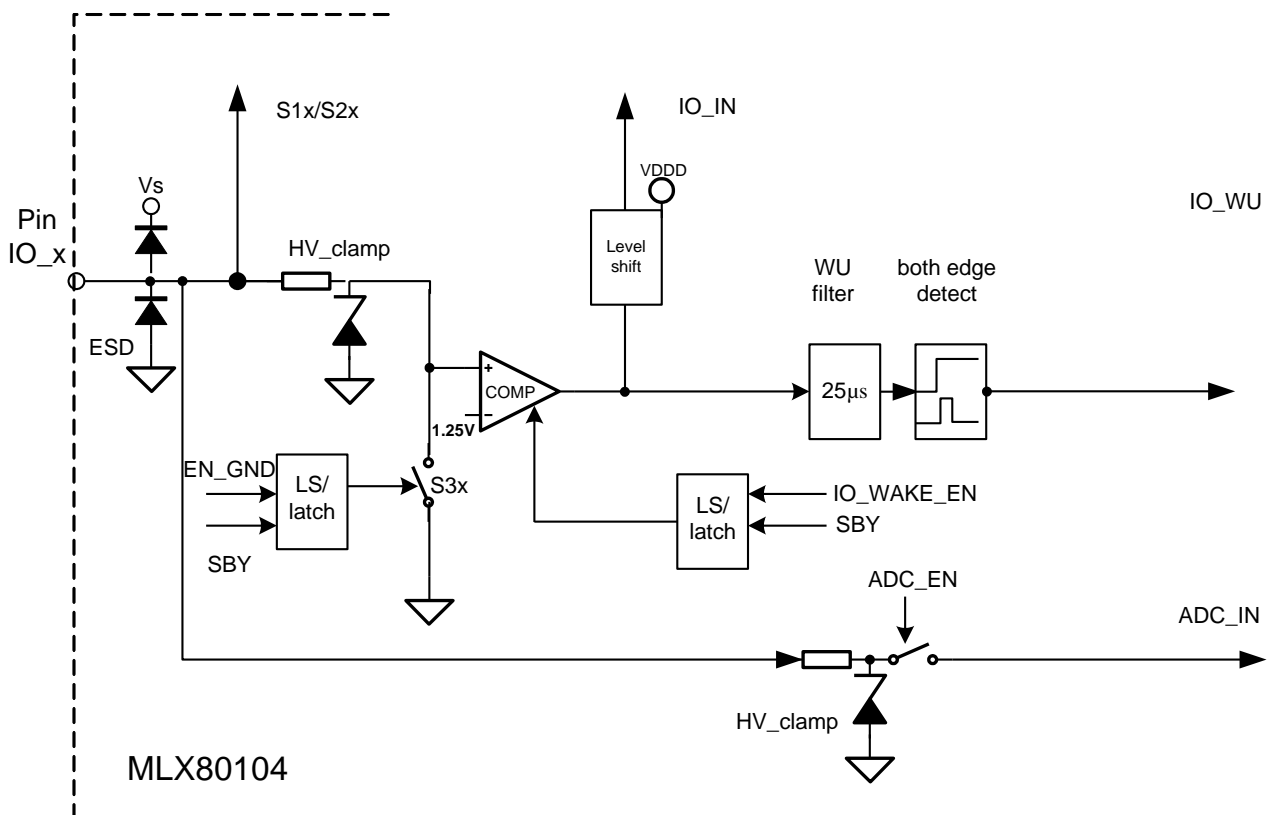 S1x/S2x
IO_IN
VDDD
Vs
IO_WU
Pin
IO_x
HV_clamp
Level
shift
WU
filter
both edge
detect
ESD
+
COMP
−
1.25V
25µs
EN_GND
LS/
latch
S3x
SBY
LS/
latch
IO_WAKE_EN
SBY
ADC_EN
ADC_IN
HV_clamp
MLX80104